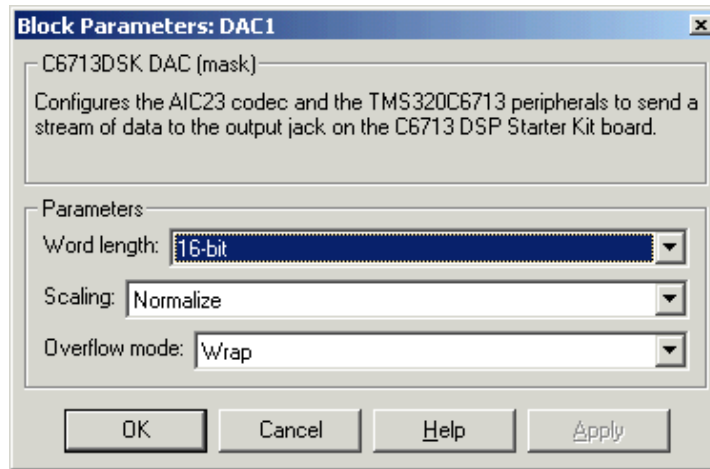 Block Parameters: DAC1
C6713DSK DAC (mask)
Configures the AIC23 codec and the TMS320C6713 peripherals to send a
stream of data to the output jack on the C6713 DSP Starter Kit board.
Parameters
Word length: 16-bit
Scaling: Normalize
Overflow mode: Wrap
OK Cancel Help Apply